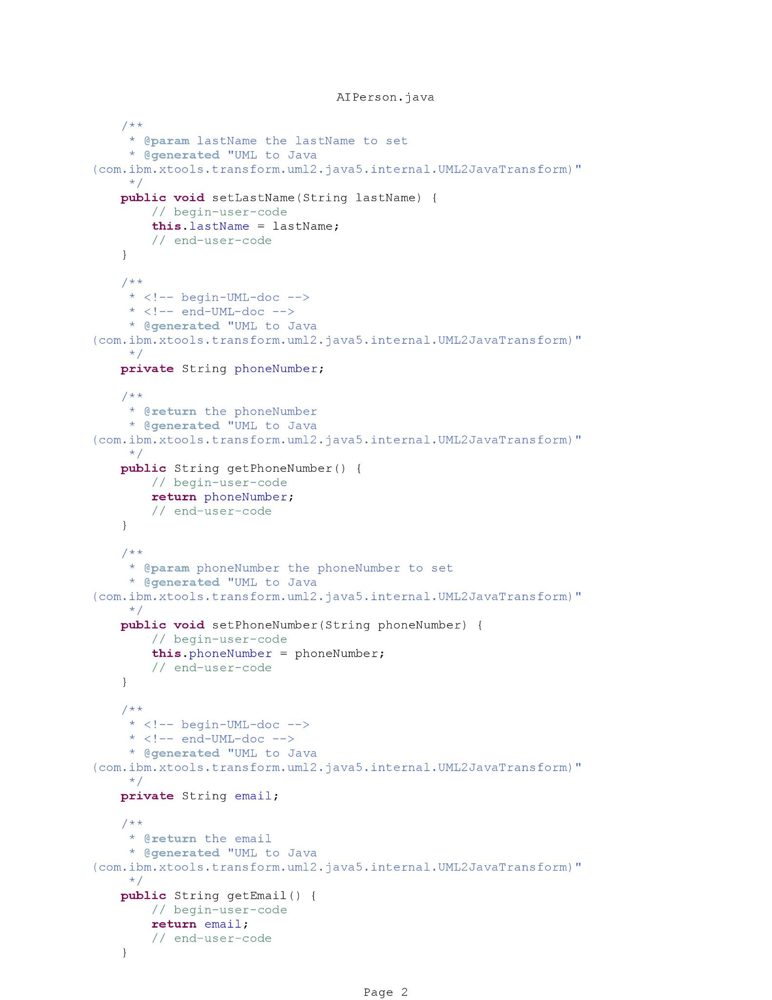 AIPerson.java
/**
* @param lastName the lastName to set
* @generated "UML to Java
(com.ibm.xtools.transform.uml2.java5.internal.UML2JavaTransform)"
*/
public void setLastName(String lastName) {
// begin-user-code
this.lastName = lastName;
// end-user-code
}
/**
* <!-- begin-UML-doc -->
* <!-- end-UML-doc -->
* @generated "UML to Java
(com.ibm.xtools.transform.uml2.java5.internal.UML2JavaTransform)"
*/
private String phoneNumber;
/**
* @return the phoneNumber
* @generated "UML to Java
(com.ibm.xtools.transform.uml2.java5.internal.UML2JavaTransform)"
*/
public String getPhoneNumber() {
// begin-user-code
return phoneNumber;
// end-user-code
}
/**
* @param phoneNumber the phoneNumber to set
* @generated "UML to Java
(com.ibm.xtools.transform.uml2.java5.internal.UML2JavaTransform)"
*/
public void setPhoneNumber(String phoneNumber) {
// begin-user-code
this.phoneNumber = phoneNumber;
// end-user-code
}
/**
* <!-- begin-UML-doc -->
* <!-- end-UML-doc -->
* @generated "UML to Java
(com.ibm.xtools.transform.uml2.java5.internal.UML2JavaTransform)"
*/
private String email;
/**
* @return the email
* @generated "UML to Java
(com.ibm.xtools.transform.uml2.java5.internal.UML2JavaTransform)"
*/
public String getEmail() {
// begin-user-code
return email;
// end-user-code
}
Page 2